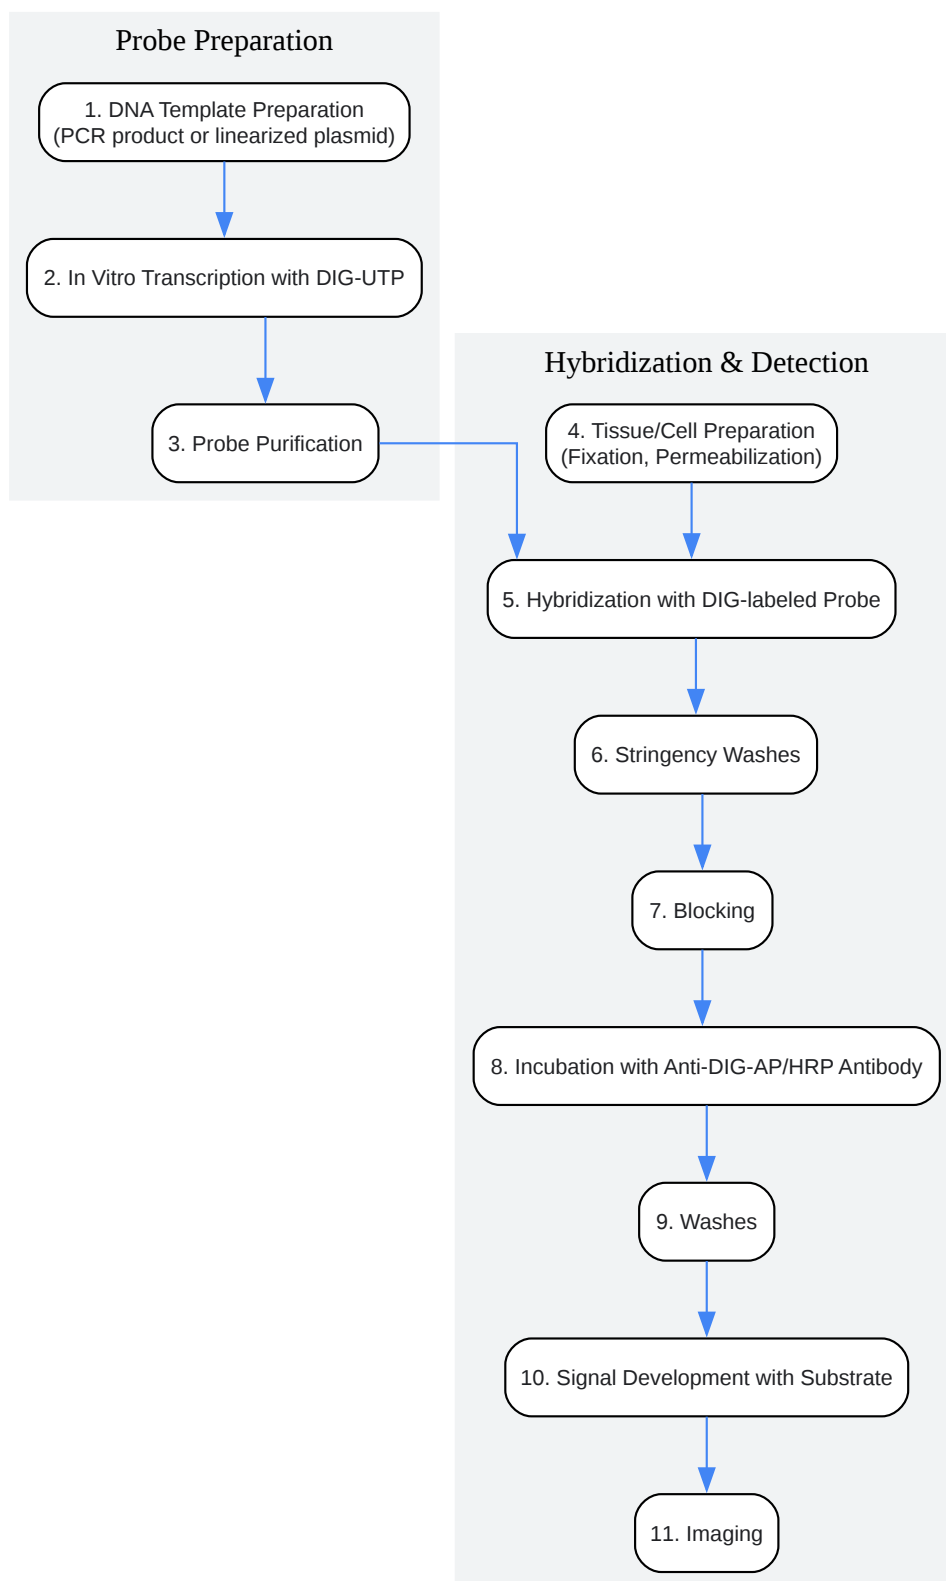 Probe Preparation
1. DNA Template Preparation
(PCR product or linearized plasmid)
2. In Vitro Transcription with DIG-UTP
3. Probe Purification
Hybridization & Detection
4. Tissue/Cell Preparation
(Fixation, Permeabilization)
5. Hybridization with DIG-labeled Probe
6. Stringency Washes
7. Blocking
8. Incubation with Anti-DIG-AP/HRP Antibody
9. Washes
10. Signal Development with Substrate
11. Imaging